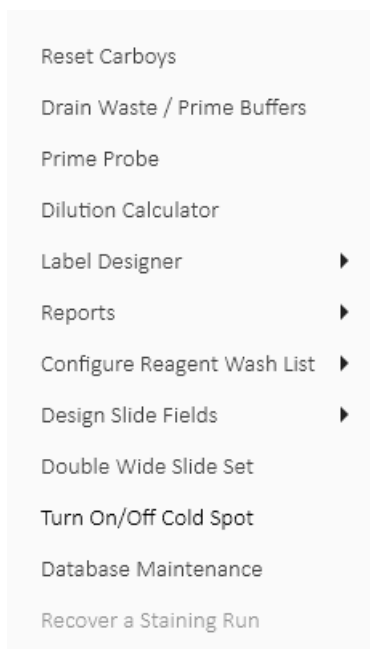 Reset Carboys
Drain Waste / Prime Buffers
Prime Probe
Dilution Calculator
Label Designer
Reports
Configure Reagent Wash List
Design Slide Fields
Double Wide Slide Set
Turn On/Off Cold Spot
Database Maintenance
Recover a Staining Run